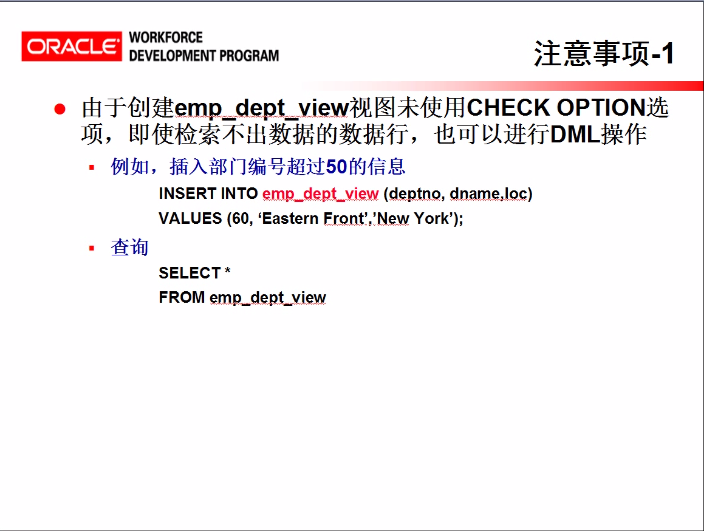 ORACLE
WORKFORCE
DEVELOPMENT PROGRAM
注意事项-1
由于创建emp_dept_view视图未使用CHECK OPTION选
项，即使检索不出数据的数据行，也可以进行DML操作
例如，插入部门编号超过50的信息
INSERT INTO emp_dept_view (deptno, dname,loc)
VALUES (60, ‘Eastern Front’,’New York’);
查询
SELECT *
FROM emp_dept_view